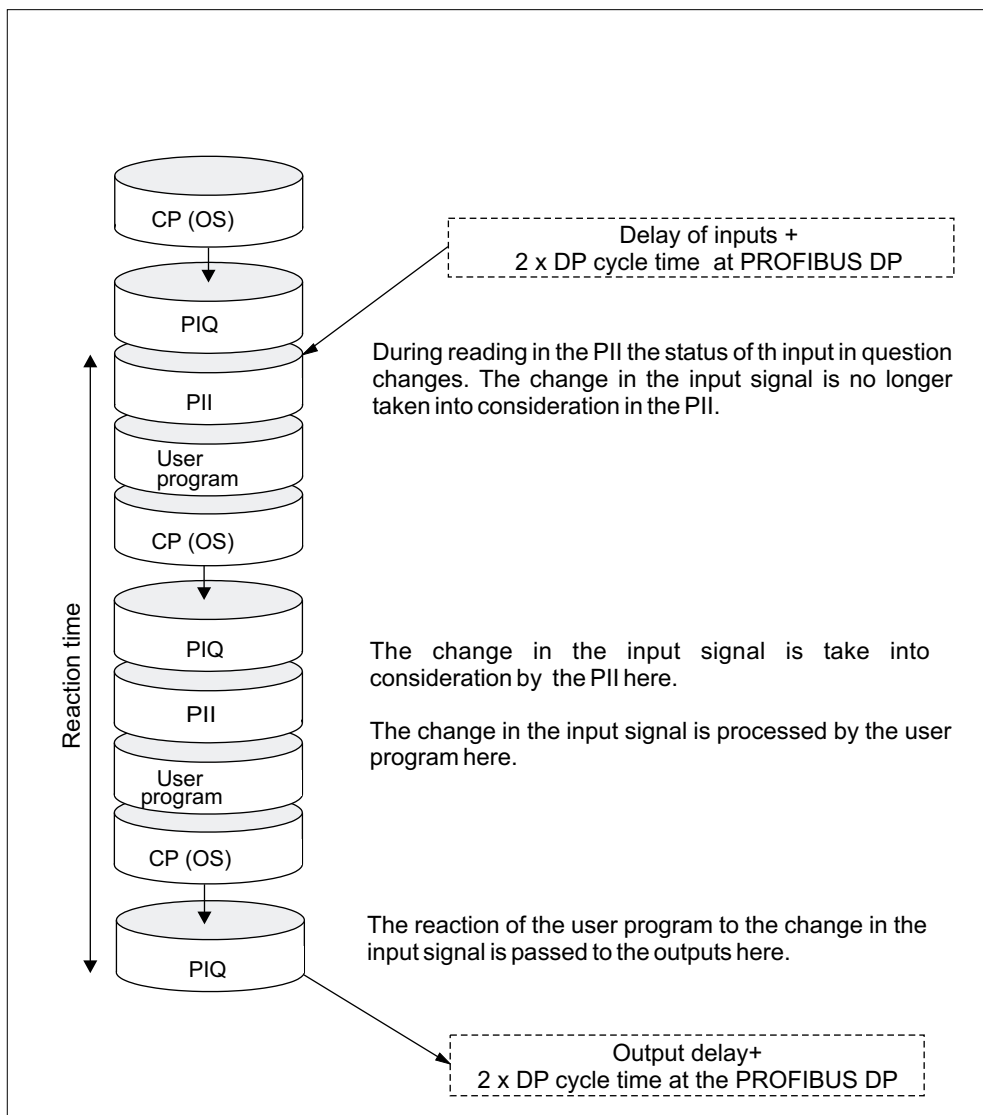 CP (OS)
Delay of inputs +
2 x DP cycle time at PROFIBUS DP
PIQ
During reading in the PII the status of th input in question
changes. The change in the input signal is no longer
taken into consideration in the PII.
PII
User
program
CP (OS)
Reaction time
PIQ
The change in the input signal is take into
consideration by the PII here.
PII
The change in the input signal is processed by the user
program here.
User
program
CP (OS)
The reaction of the user program to the change in the
input signal is passed to the outputs here.
PIQ
Output delay+
2 x DP cycle time at the PROFIBUS DP